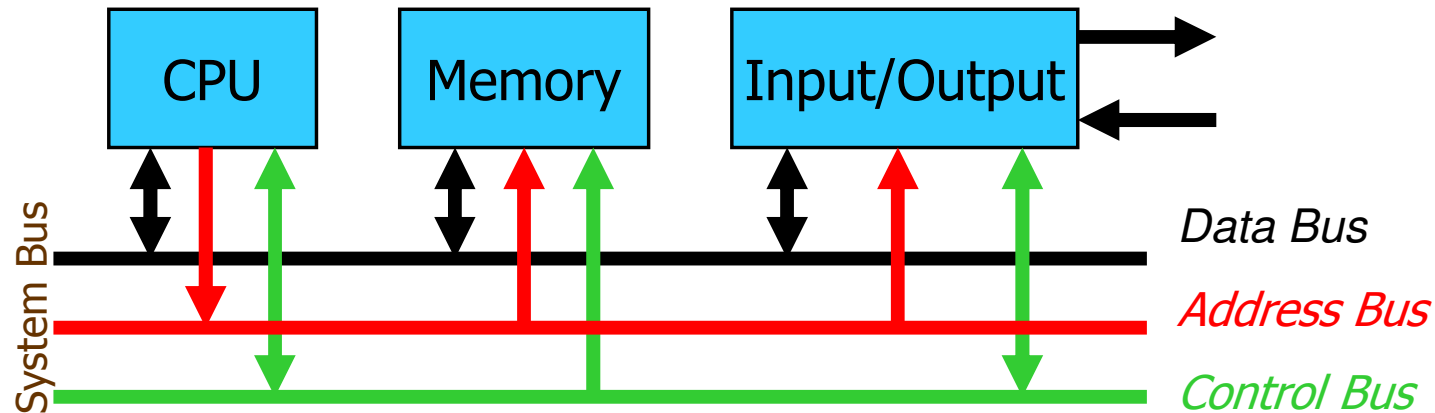 CPU
Memory
Input/Output
System Bus
Data Bus
Address Bus
Control Bus